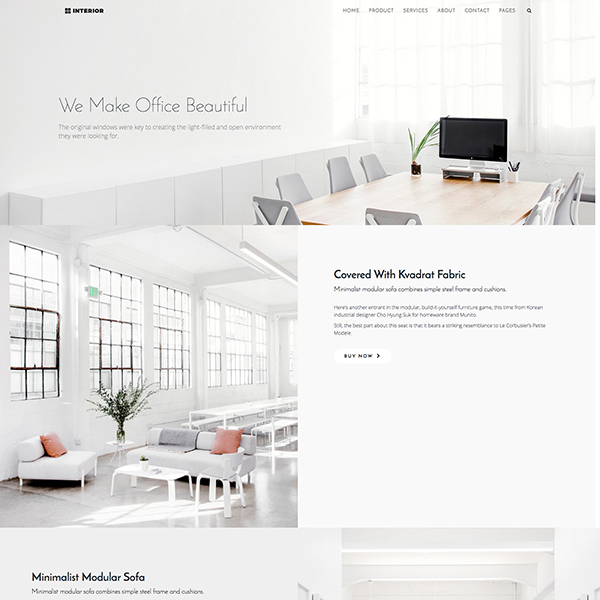 INTERIOR
HOME PRODUCT SERVICES ABOUT CONTACT PAGES
We Make Office Beautiful
The original windows were key to creating the light-filled and open environment
they were looking for.
Covered With Kvadrat Fabric
Minimalist modular sofa combines simple steel frame and cushions.
Here's another entrant in the modular, build-it-yourself furniture game, this time from Korean
industrial designer Cho Hyung Suk for homeware brand Munito.
Still, the best part about this seat is that it bears a striking resemblance to Le Corbusier's Petite
Modele.
BUY NOW
Minimalist Modular Sofa
Minimalist modular sofa combines simple steel frame and cushions.